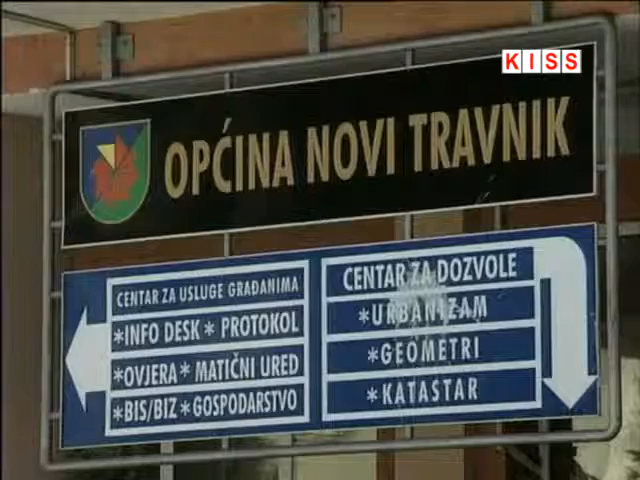 KISS
OPĆINA NOVI TRAVNIK
CENTAR ZA USLUGE GRAĐANIMA
*INFO DESK * PROTOKOL
*OVJERA * MATIČNI URED
*BIS/BIZ * GOSPODARSTVO
CENTAR ZA DOZVOLE
*URBANIZAM
*GEOMETRI
*KATASTAR